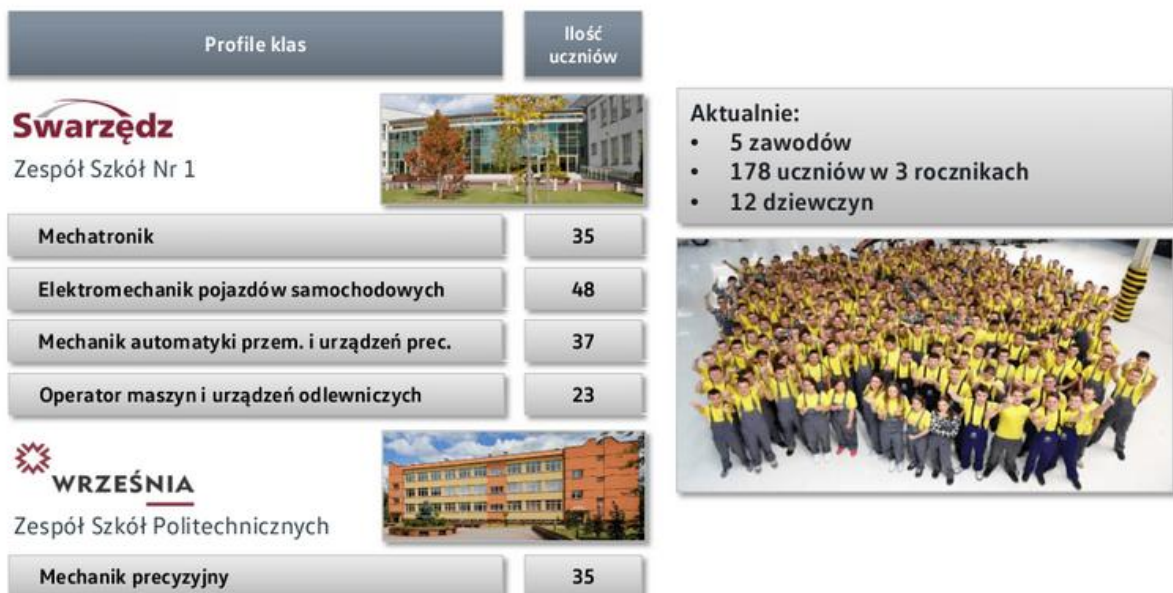 Profile klas
Ilość
uczniów
Swarzędz
Zespół Szkół Nr 1
Mechatronik 35
Elektromechanik pojazdów samochodowych 48
Mechanik automatyki przem. i urządzeń prec. 37
Operator maszyn i urządzeń odlewniczych 23
WRZEŚNIA
Zespół Szkół Politechnicznych
Mechanik precyzyjny 35
Aktualnie:
• 5 zawodów
• 178 uczniów w 3 rocznikach
• 12 dziewczyn